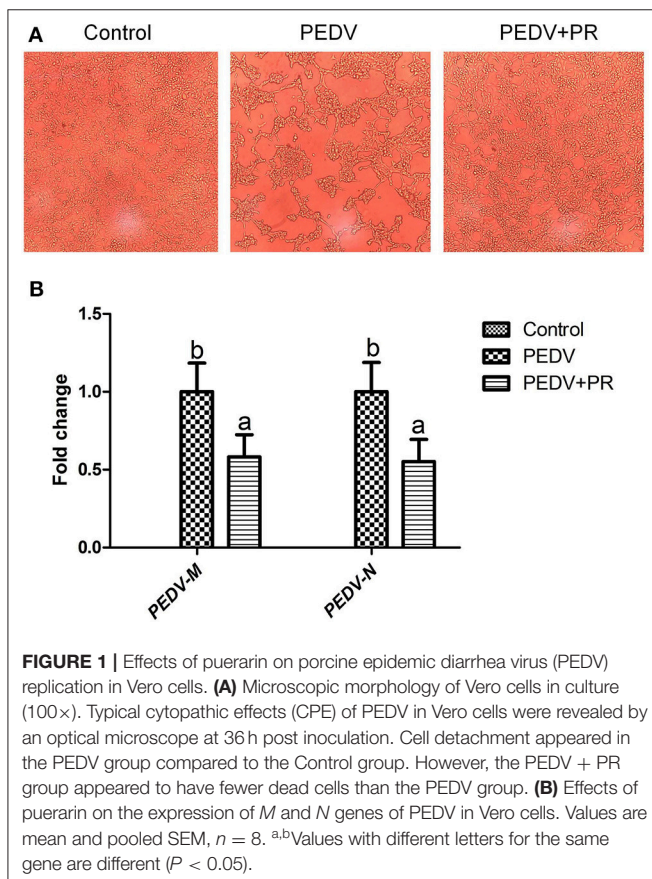 A
Control
PEDV
PEDV+PR
B
1.5
1.0
0.5
0.0
Fold change
b
a
b
a
PEDV-M
PEDV-N
Control
PEDV
PEDV+PR
FIGURE 1 | Effects of puerarin on porcine epidemic diarrhea virus (PEDV)
replication in Vero cells. (A) Microscopic morphology of Vero cells in culture
(100×). Typical cytopathic effects (CPE) of PEDV in Vero cells were revealed by
an optical microscope at 36 h post inoculation. Cell detachment appeared in
the PEDV group compared to the Control group. However, the PEDV + PR
group appeared to have fewer dead cells than the PEDV group. (B) Effects of
puerarin on the expression of M and N genes of PEDV in Vero cells. Values are
mean and pooled SEM, n = 8. a,bValues with different letters for the same
gene are different (P < 0.05).